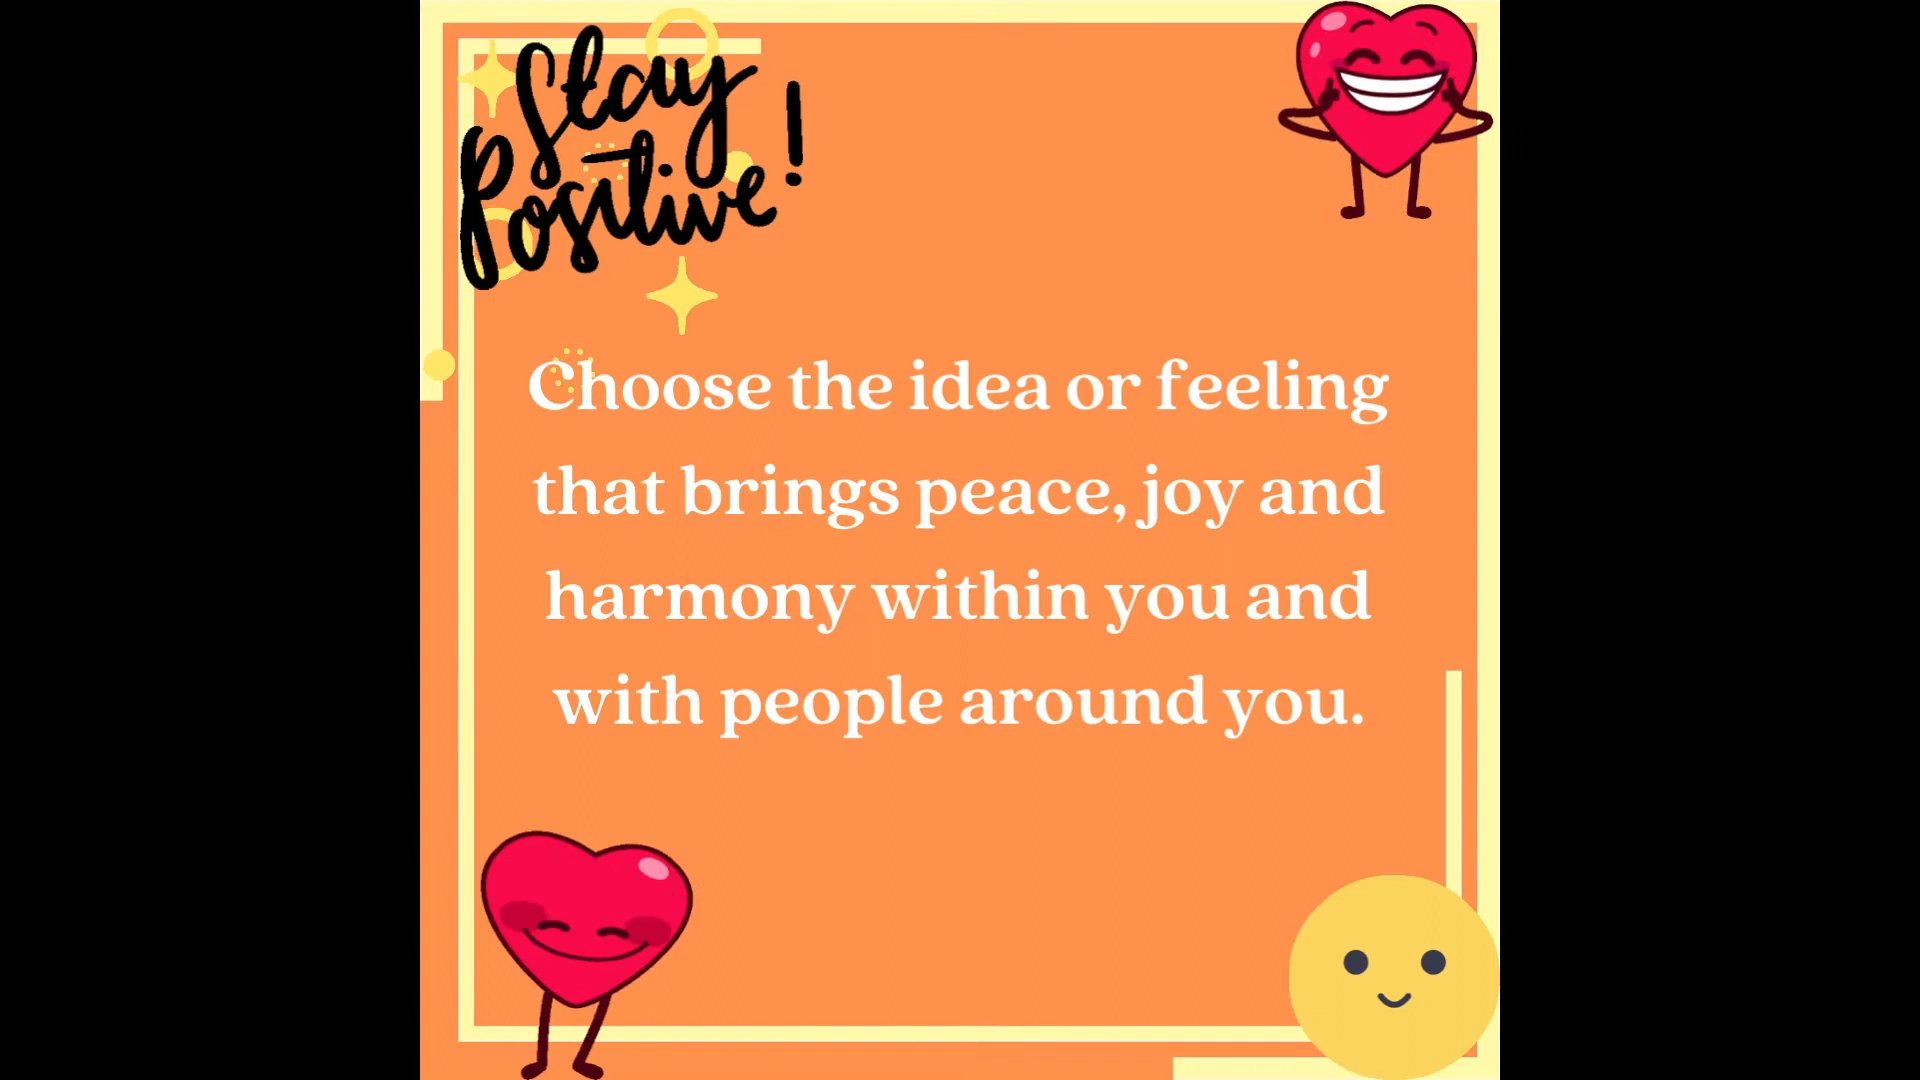 Stay
Positive!
Choose the idea or feeling
that brings peace, joy and
harmony within you and
with people around you.